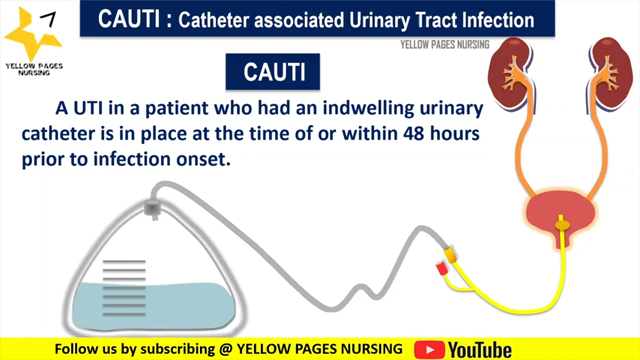 CAUTI : Catheter associated Urinary Tract Infection
YELLOW PAGES
NURSING
YELLOW PAGES NURSING
CAUTI
A UTI in a patient who had an indwelling urinary
catheter is in place at the time of or within 48 hours
prior to infection onset.
Follow us by subscribing @ YELLOW PAGES NURSING
YouTube